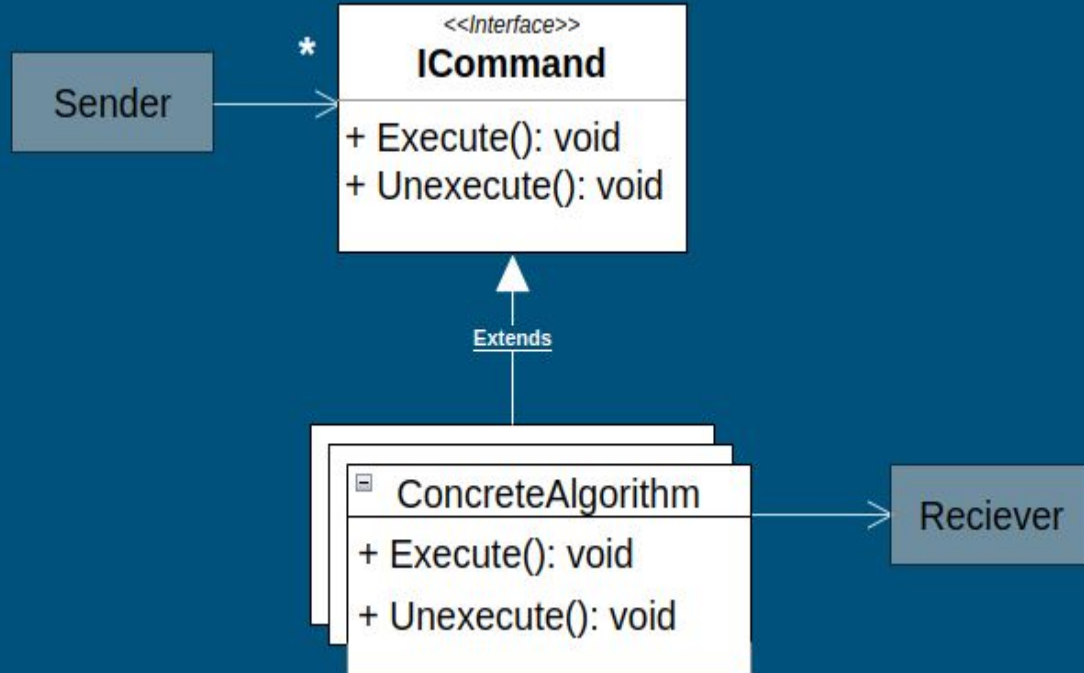 Sender
*
<<Interface>>
ICommand
+ Execute(): void
+ Unexecute(): void
Extends
ConcreteAlgorithm
+ Execute(): void
+ Unexecute(): void
Reciever